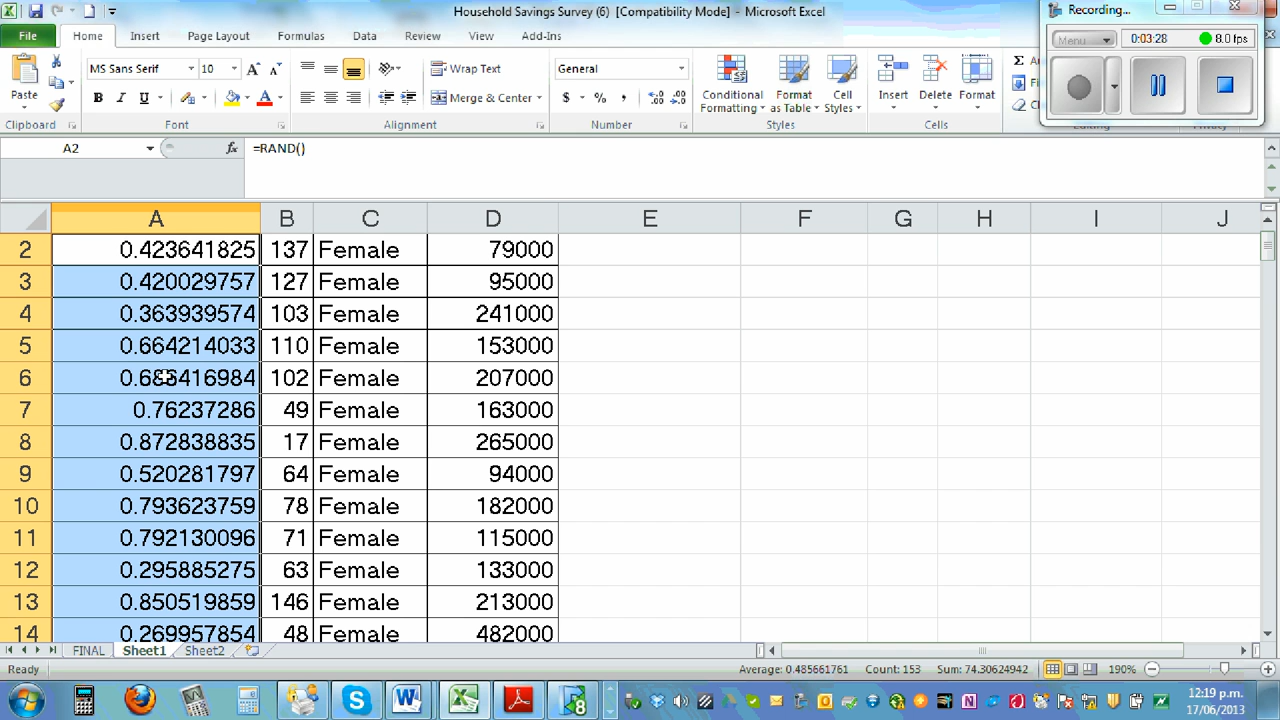 Household Savings Survey (6) [Compatibility Mode] - Microsoft Excel
Recording...
File Home Insert Page Layout Formulas Data Review View Add-Ins
Menu 0:03:28 8.0 fps
Paste
MS Sans Serif 10
Wrap Text
General
Conditional Formatting
Format as Table
Cell Styles
Insert Delete Format
B I U
Merge & Center
$ % ,
Clipboard Font Alignment Number Styles Cells Editing Privacy
A2 fx =RAND()
A B C D E F G H I J
2 0.423641825 137 Female 79000
3 0.420029757 127 Female 95000
4 0.363939574 103 Female 241000
5 0.664214033 110 Female 153000
6 0.686416984 102 Female 207000
7 0.76237286 49 Female 163000
8 0.872838835 17 Female 265000
9 0.520281797 64 Female 94000
10 0.793623759 78 Female 182000
11 0.792130096 71 Female 115000
12 0.295885275 63 Female 133000
13 0.850519859 146 Female 213000
14 0.269957854 48 Female 482000
FINAL Sheet1 Sheet2
Ready Average: 0.485661761 Count: 153 Sum: 74.30624942 190%
12:19 p.m.
17/06/2013